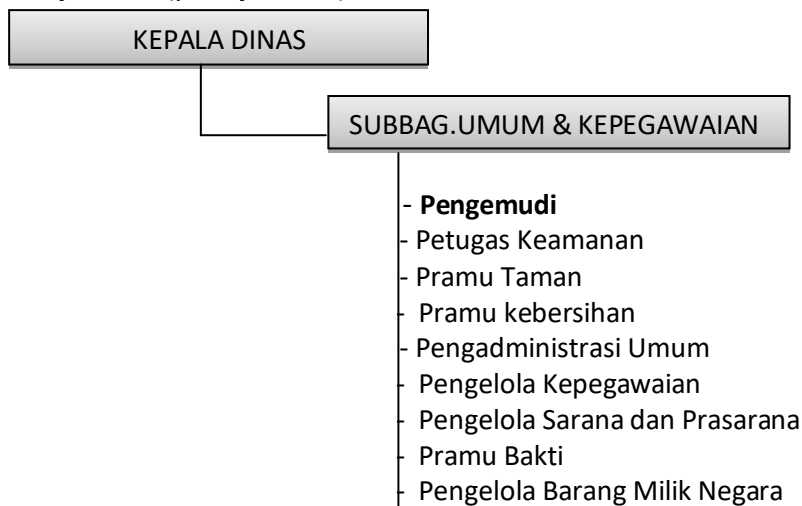 KEPALA DINAS
SUBBAG.UMUM & KEPEGAWAIAN
- Pengemudi
- Petugas Keamanan
- Pramu Taman
- Pramu kebersihan
- Pengadministrasi Umum
- Pengelola Kepegawaian
- Pengelola Sarana dan Prasarana
- Pramu Bakti
- Pengelola Barang Milik Negara